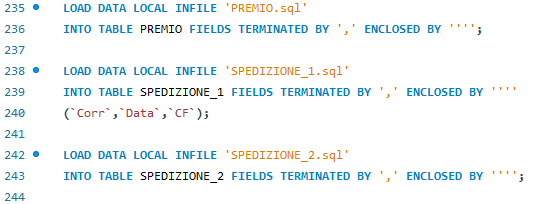 235 LOAD DATA LOCAL INFILE 'PREMIO.sql'
236 INTO TABLE PREMIO FIELDS TERMINATED BY ',' ENCLOSED BY '''';
237
238 LOAD DATA LOCAL INFILE 'SPEDIZIONE_1.sql'
239 INTO TABLE SPEDIZIONE_1 FIELDS TERMINATED BY ',' ENCLOSED BY ''''
240 (`Corr`,`Data`,`CF`);
241
242 LOAD DATA LOCAL INFILE 'SPEDIZIONE_2.sql'
243 INTO TABLE SPEDIZIONE_2 FIELDS TERMINATED BY ',' ENCLOSED BY '''';
244